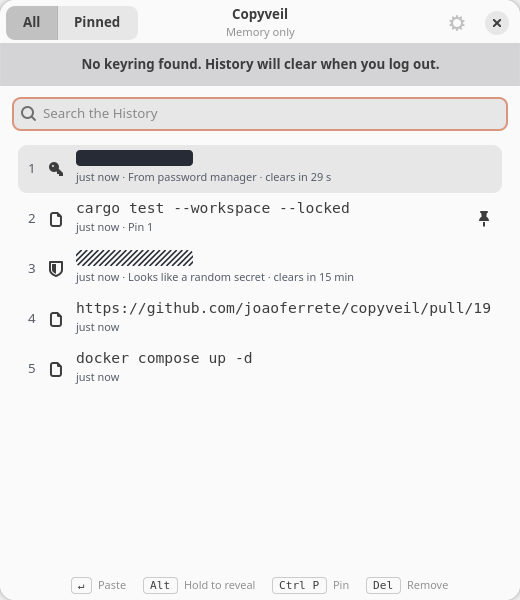 All
Pinned
Copyveil
Memory only
No keyring found. History will clear when you log out.
Search the History
1
just now · From password manager · clears in 29 s
2 cargo test --workspace --locked
just now · Pin 1
3
just now · Looks like a random secret · clears in 15 min
4 https://github.com/joaoferrete/copyveil/pull/19
just now
5 docker compose up -d
just now
↵ Paste Alt Hold to reveal Ctrl P Pin Del Remove